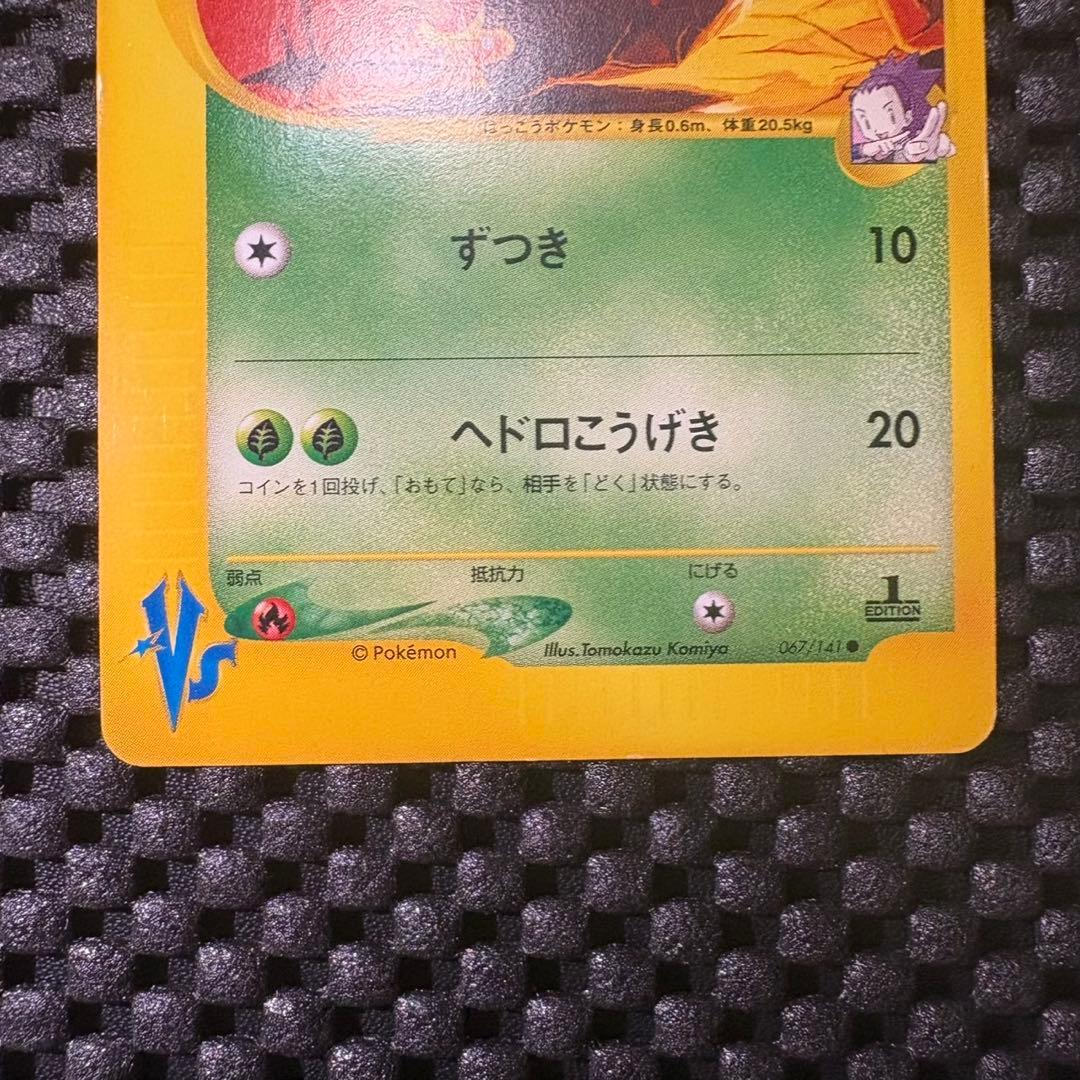 はっこうポケモン：身長0.6m、体重20.5kg
ずつき 10
ヘドロこうげき 20
コインを1回投げ、「おもて」なら、相手を「どく」状態にする。
弱点 抵抗力 にげる
1 EDITION
VS
© Pokémon Illus.Tomokazu Komiya 067/141